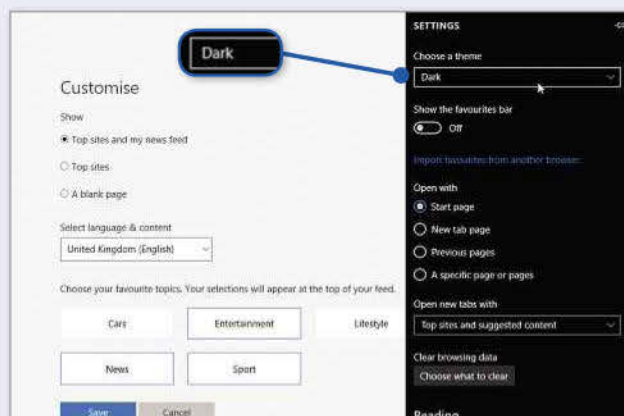 Dark
Customise
Show
Top sites and my news feed
Top sites
A blank page
Select language & content
United Kingdom (English)
Choose your favourite topics. Your selections will appear at the top of your feed.
Cars
Entertainment
Lifestyle
News
Sport
Save
Cancel
SETTINGS
Choose a theme
Dark
Show the favourites bar
Off
Import favourites from another browser
Open with
Start page
New tab page
Previous pages
A specific page or pages
Open new tabs with
Top sites and suggested content
Clear browsing data
Choose what to clear
Reading